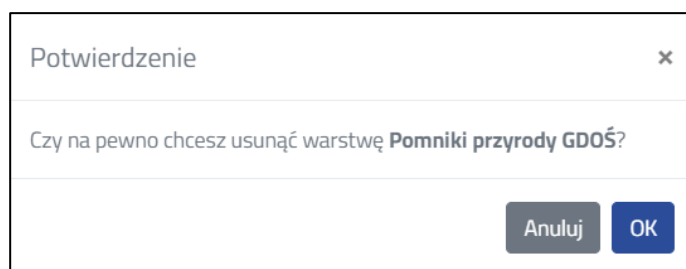 Potwierdzenie ×
Czy na pewno chcesz usunąć warstwę Pomniki przyrody GDOŚ?
Anuluj OK